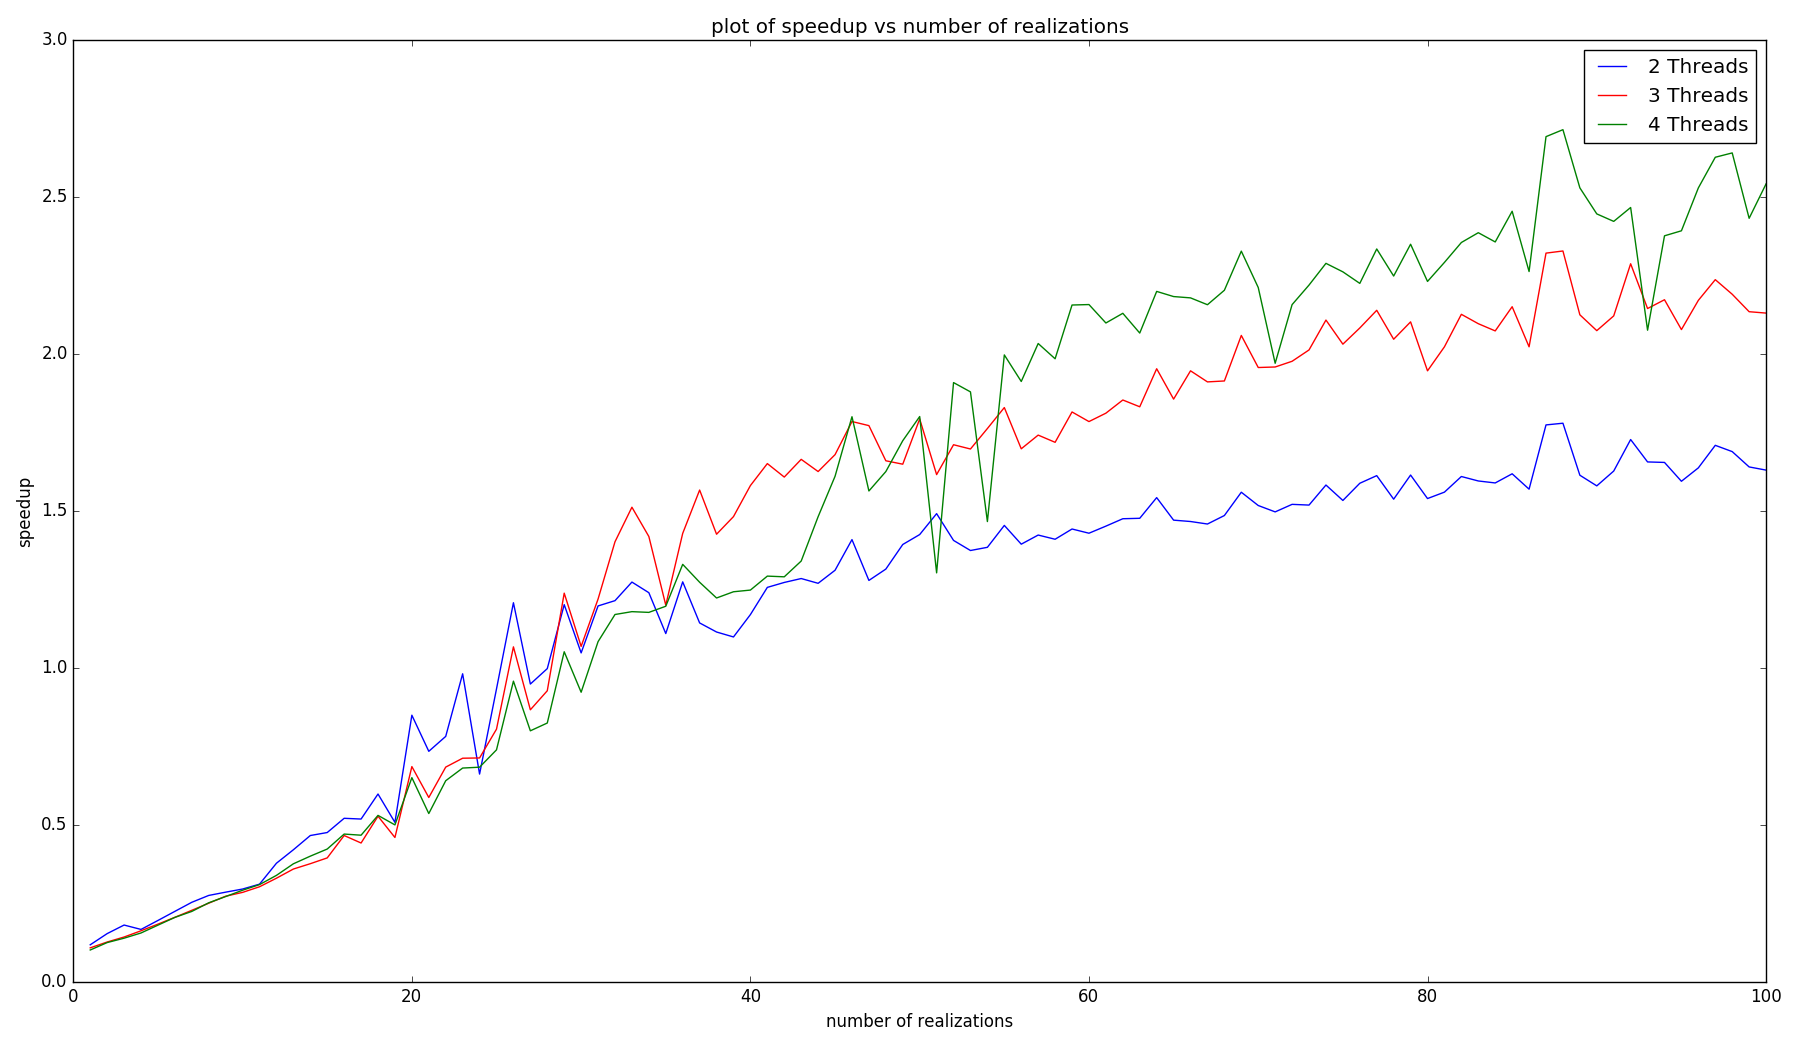 plot of speedup vs number of realizations
3.0
2.5
2.0
1.5
1.0
0.5
0.0
speedup
2 Threads
3 Threads
4 Threads
0 20 40 60 80 100
number of realizations